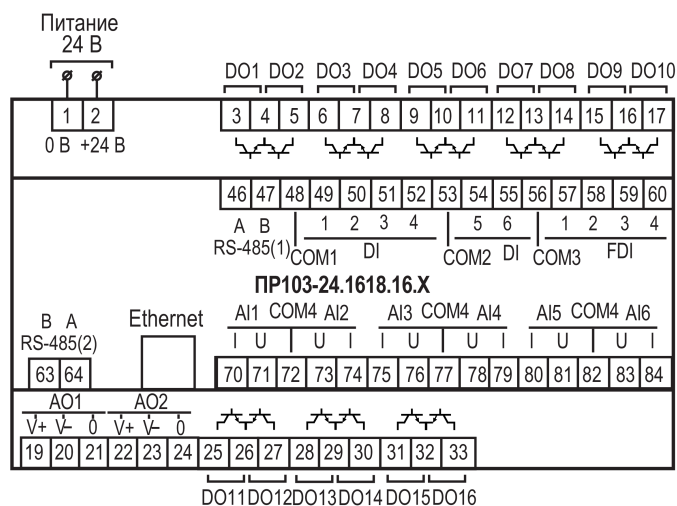 Питание
24 В
DO1 DO2 DO3 DO4 DO5 DO6 DO7 DO8 DO9 DO10
1 2 3 4 5 6 7 8 9 10 11 12 13 14 15 16 17
0 В +24 В
46 47 48 49 50 51 52 53 54 55 56 57 58 59 60
A B 1 2 3 4 5 6 1 2 3 4
RS-485(1) COM1 DI COM2 DI COM3 FDI
ПР103-24.1618.16.X
B A Ethernet AI1 COM4 AI2 AI3 COM4 AI4 AI5 COM4 AI6
RS-485(2) I U U I I U U I I U U I
63 64 70 71 72 73 74 75 76 77 78 79 80 81 82 83 84
AO1 AO2
V+ V- 0 V+ V- 0
19 20 21 22 23 24 25 26 27 28 29 30 31 32 33
DO11 DO12 DO13 DO14 DO15 DO16